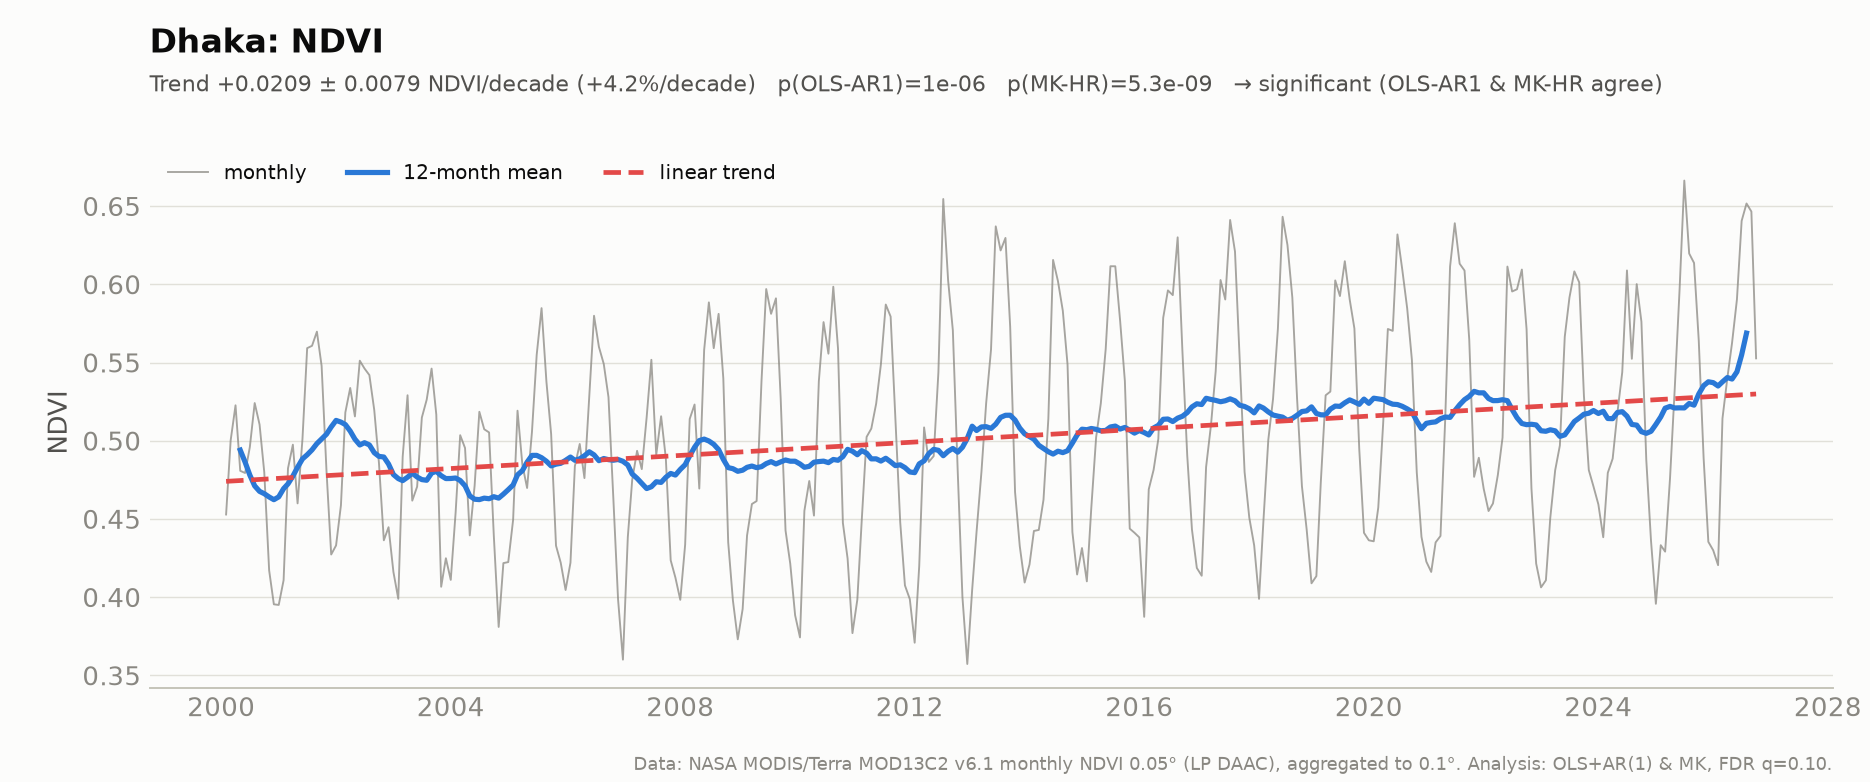 Dhaka: NDVI
Trend +0.0209 ± 0.0079 NDVI/decade (+4.2%/decade)   p(OLS-AR1)=1e-06   p(MK-HR)=5.3e-09   → significant (OLS-AR1 & MK-HR agree)
monthly   12-month mean   linear trend
NDVI
0.65
0.60
0.55
0.50
0.45
0.40
0.35
2000   2004   2008   2012   2016   2020   2024   2028
Data: NASA MODIS/Terra MOD13C2 v6.1 monthly NDVI 0.05° (LP DAAC), aggregated to 0.1°. Analysis: OLS+AR(1) & MK, FDR q=0.10.